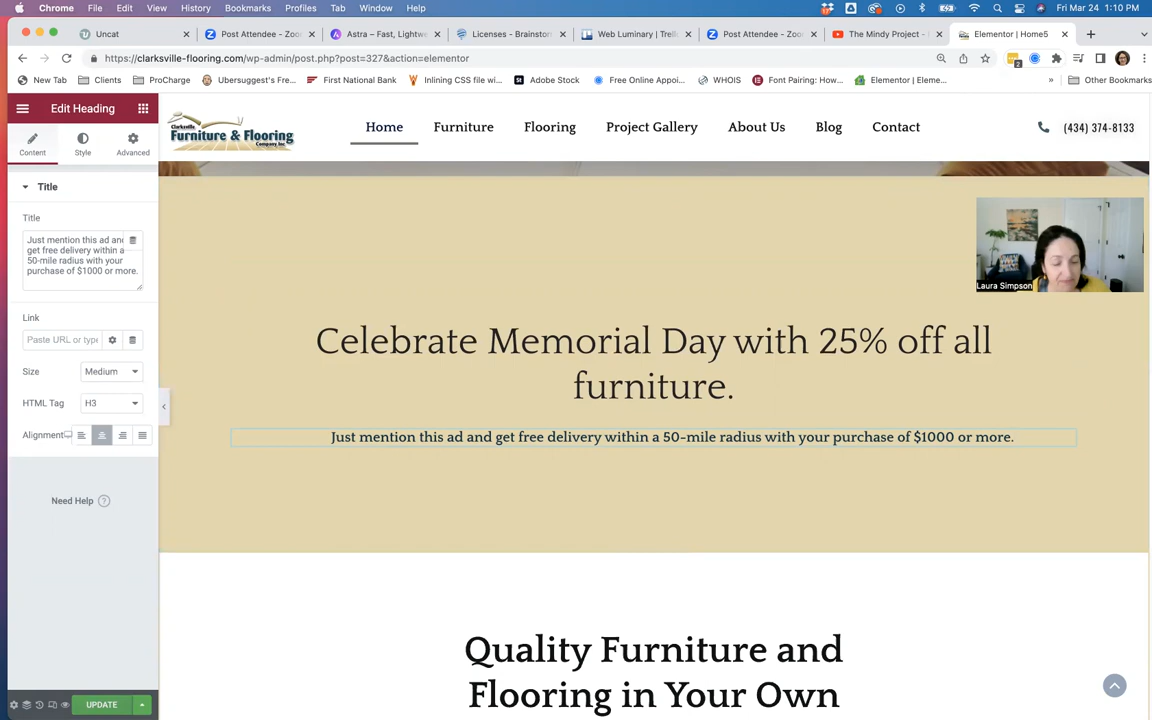 Chrome File Edit View History Bookmarks Profiles Tab Window Help
Fri Mar 24 1:10 PM
Uncat
Post Attendee - Zoo
Astra – Fast, Lightwe
Licenses - Brainstor
Web Luminary | Trell
Post Attendee - Zoo
The Mindy Project -
Elementor | Home5
https://clarksville-flooring.com/wp-admin/post.php?post=327&action=elementor
New Tab
Clients
ProCharge
Ubersuggest's Fre...
First National Bank
Inlining CSS file wi...
Adobe Stock
Free Online Appoi...
WHOIS
Font Pairing: How...
Elementor | Eleme...
»
Other Bookmarks
Edit Heading
Content
Style
Advanced
Title
Title
Just mention this ad and
get free delivery within a
50-mile radius with your
purchase of $1000 or more.
Link
Paste URL or type
Size
Medium
HTML Tag
H3
Alignment
Need Help ?
UPDATE
Clarksville
Furniture & Flooring
Company Inc
Home
Furniture
Flooring
Project Gallery
About Us
Blog
Contact
(434) 374-8133
Laura Simpson
Celebrate Memorial Day with 25% off all
furniture.
Just mention this ad and get free delivery within a 50-mile radius with your purchase of $1000 or more.
Quality Furniture and
Flooring in Your Own